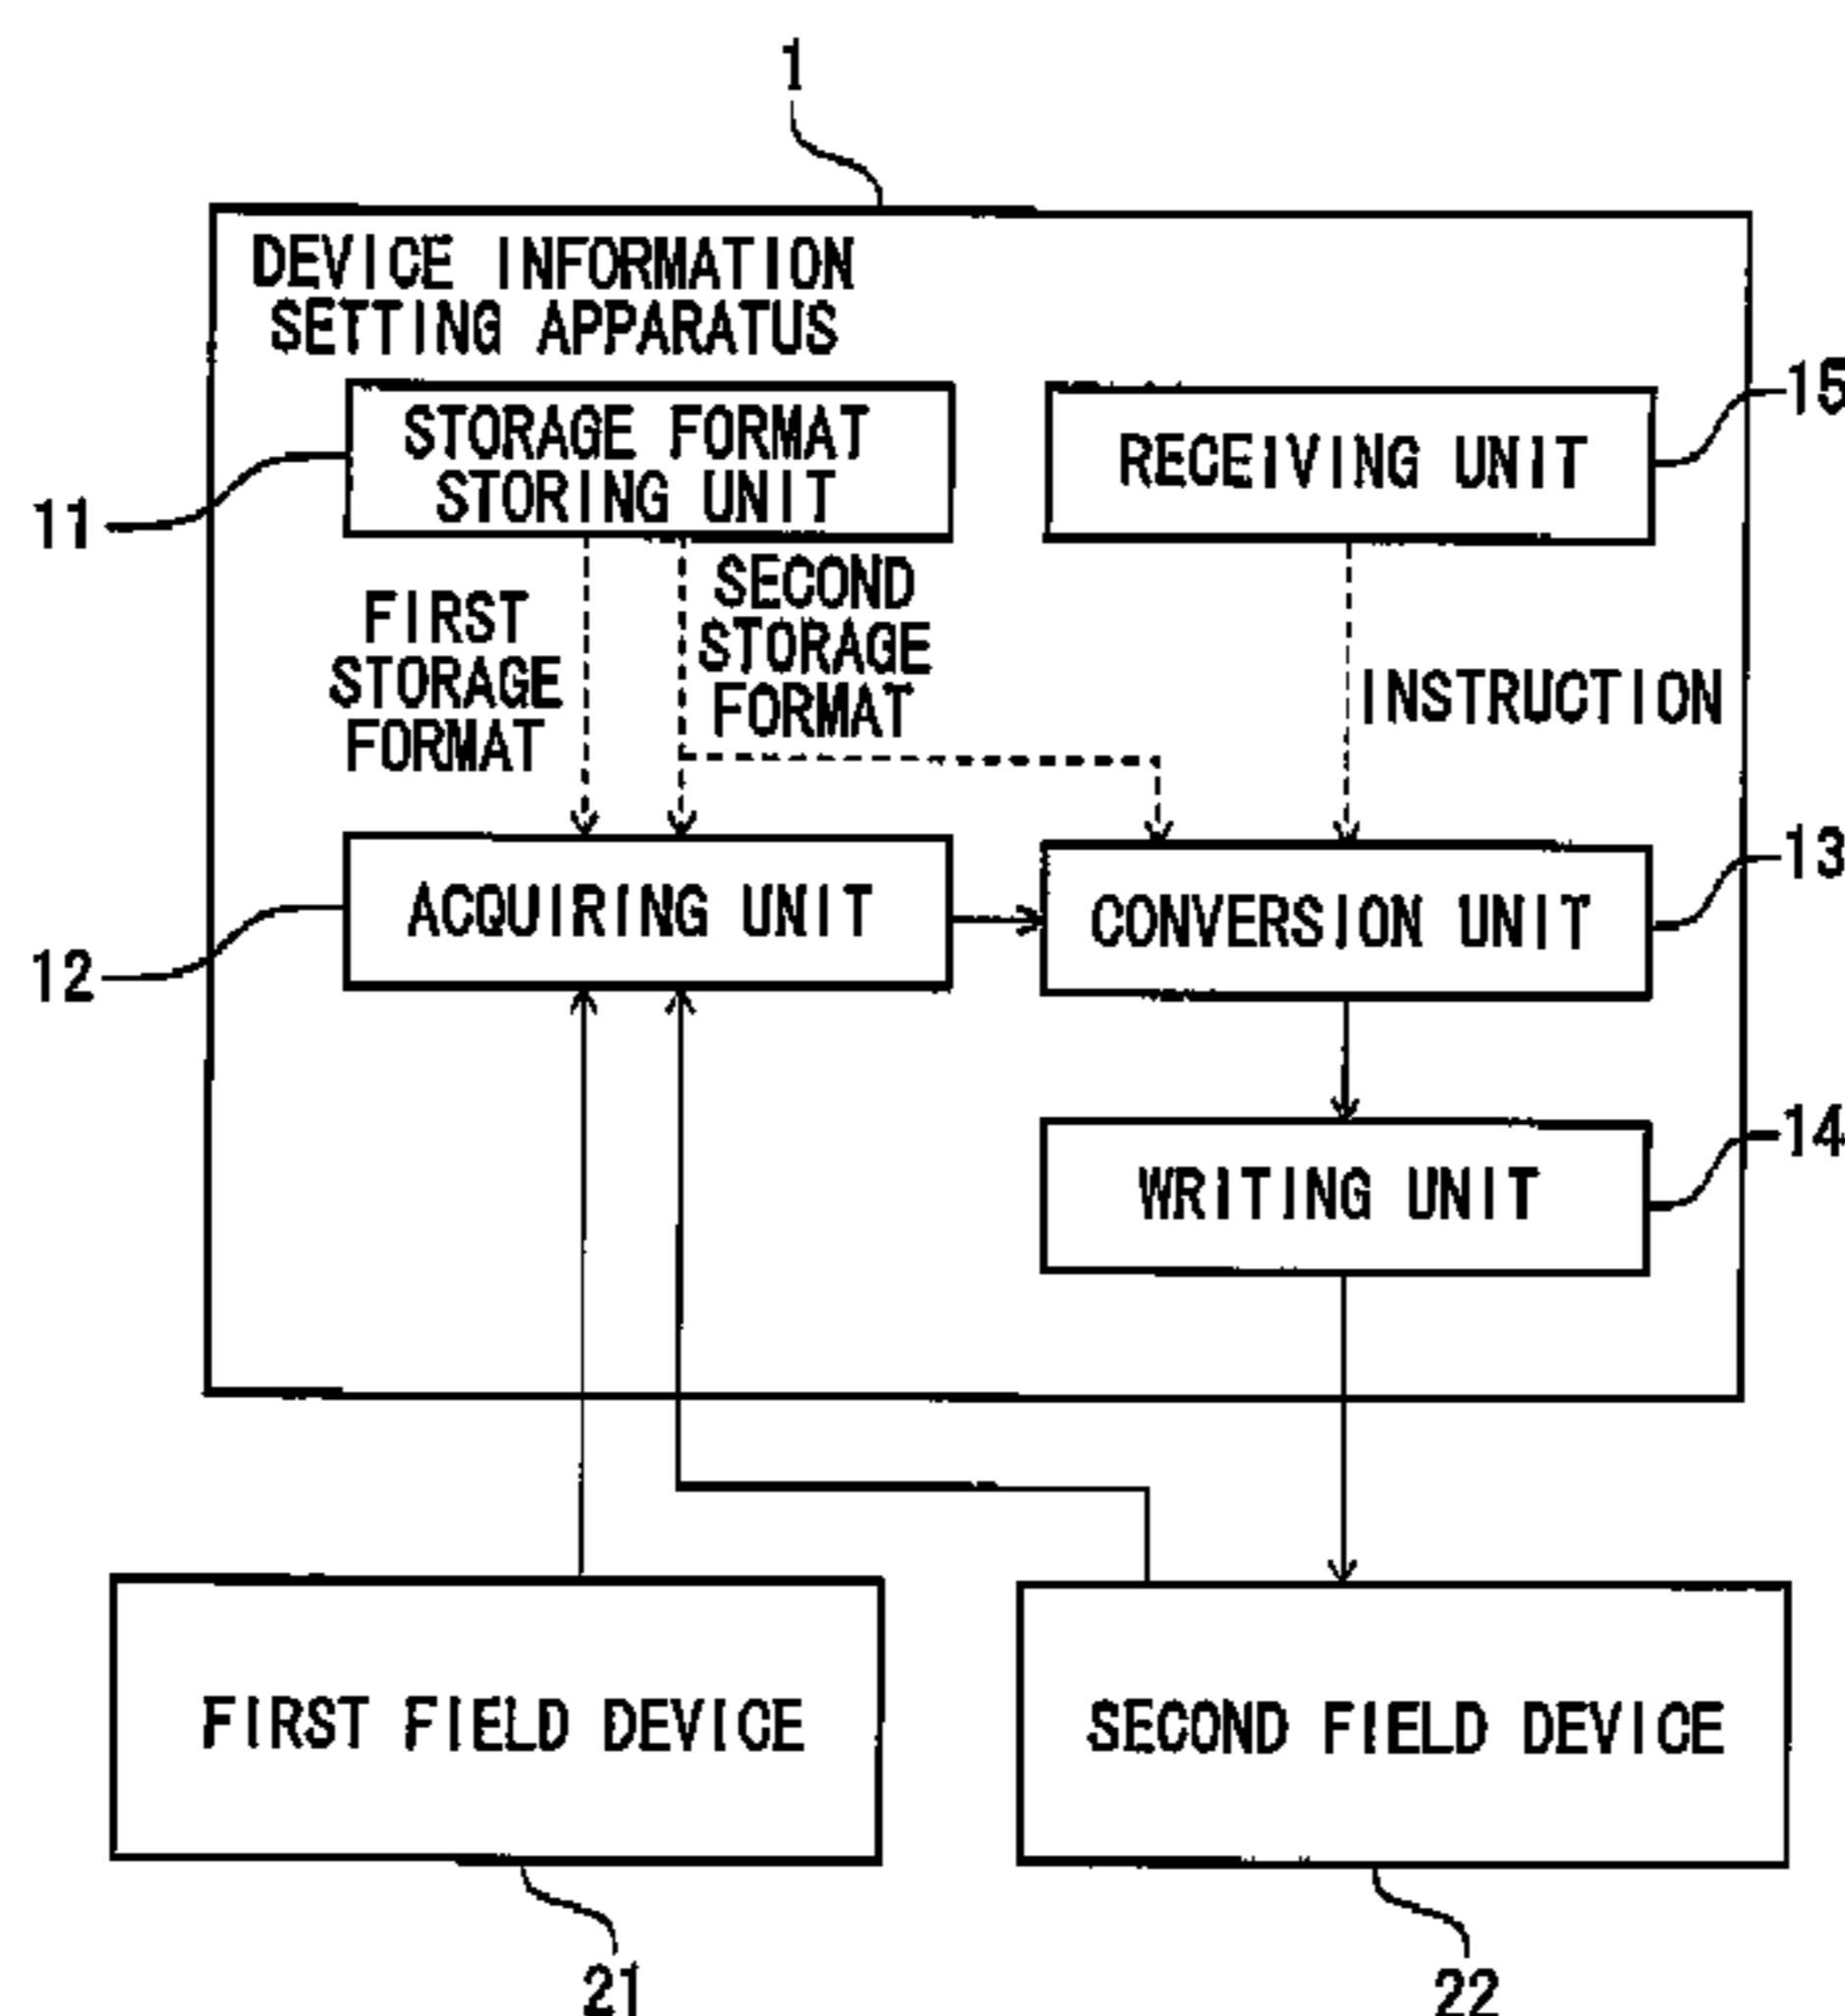 1
DEVICE INFORMATION
SETTING APPARATUS
STORAGE FORMAT
STORING UNIT
11
RECEIVING UNIT
15
FIRST
STORAGE
FORMAT
SECOND
STORAGE
FORMAT
INSTRUCTION
ACQUIRING UNIT
12
CONVERSION UNIT
13
WRITING UNIT
14
FIRST FIELD DEVICE
SECOND FIELD DEVICE
21
22